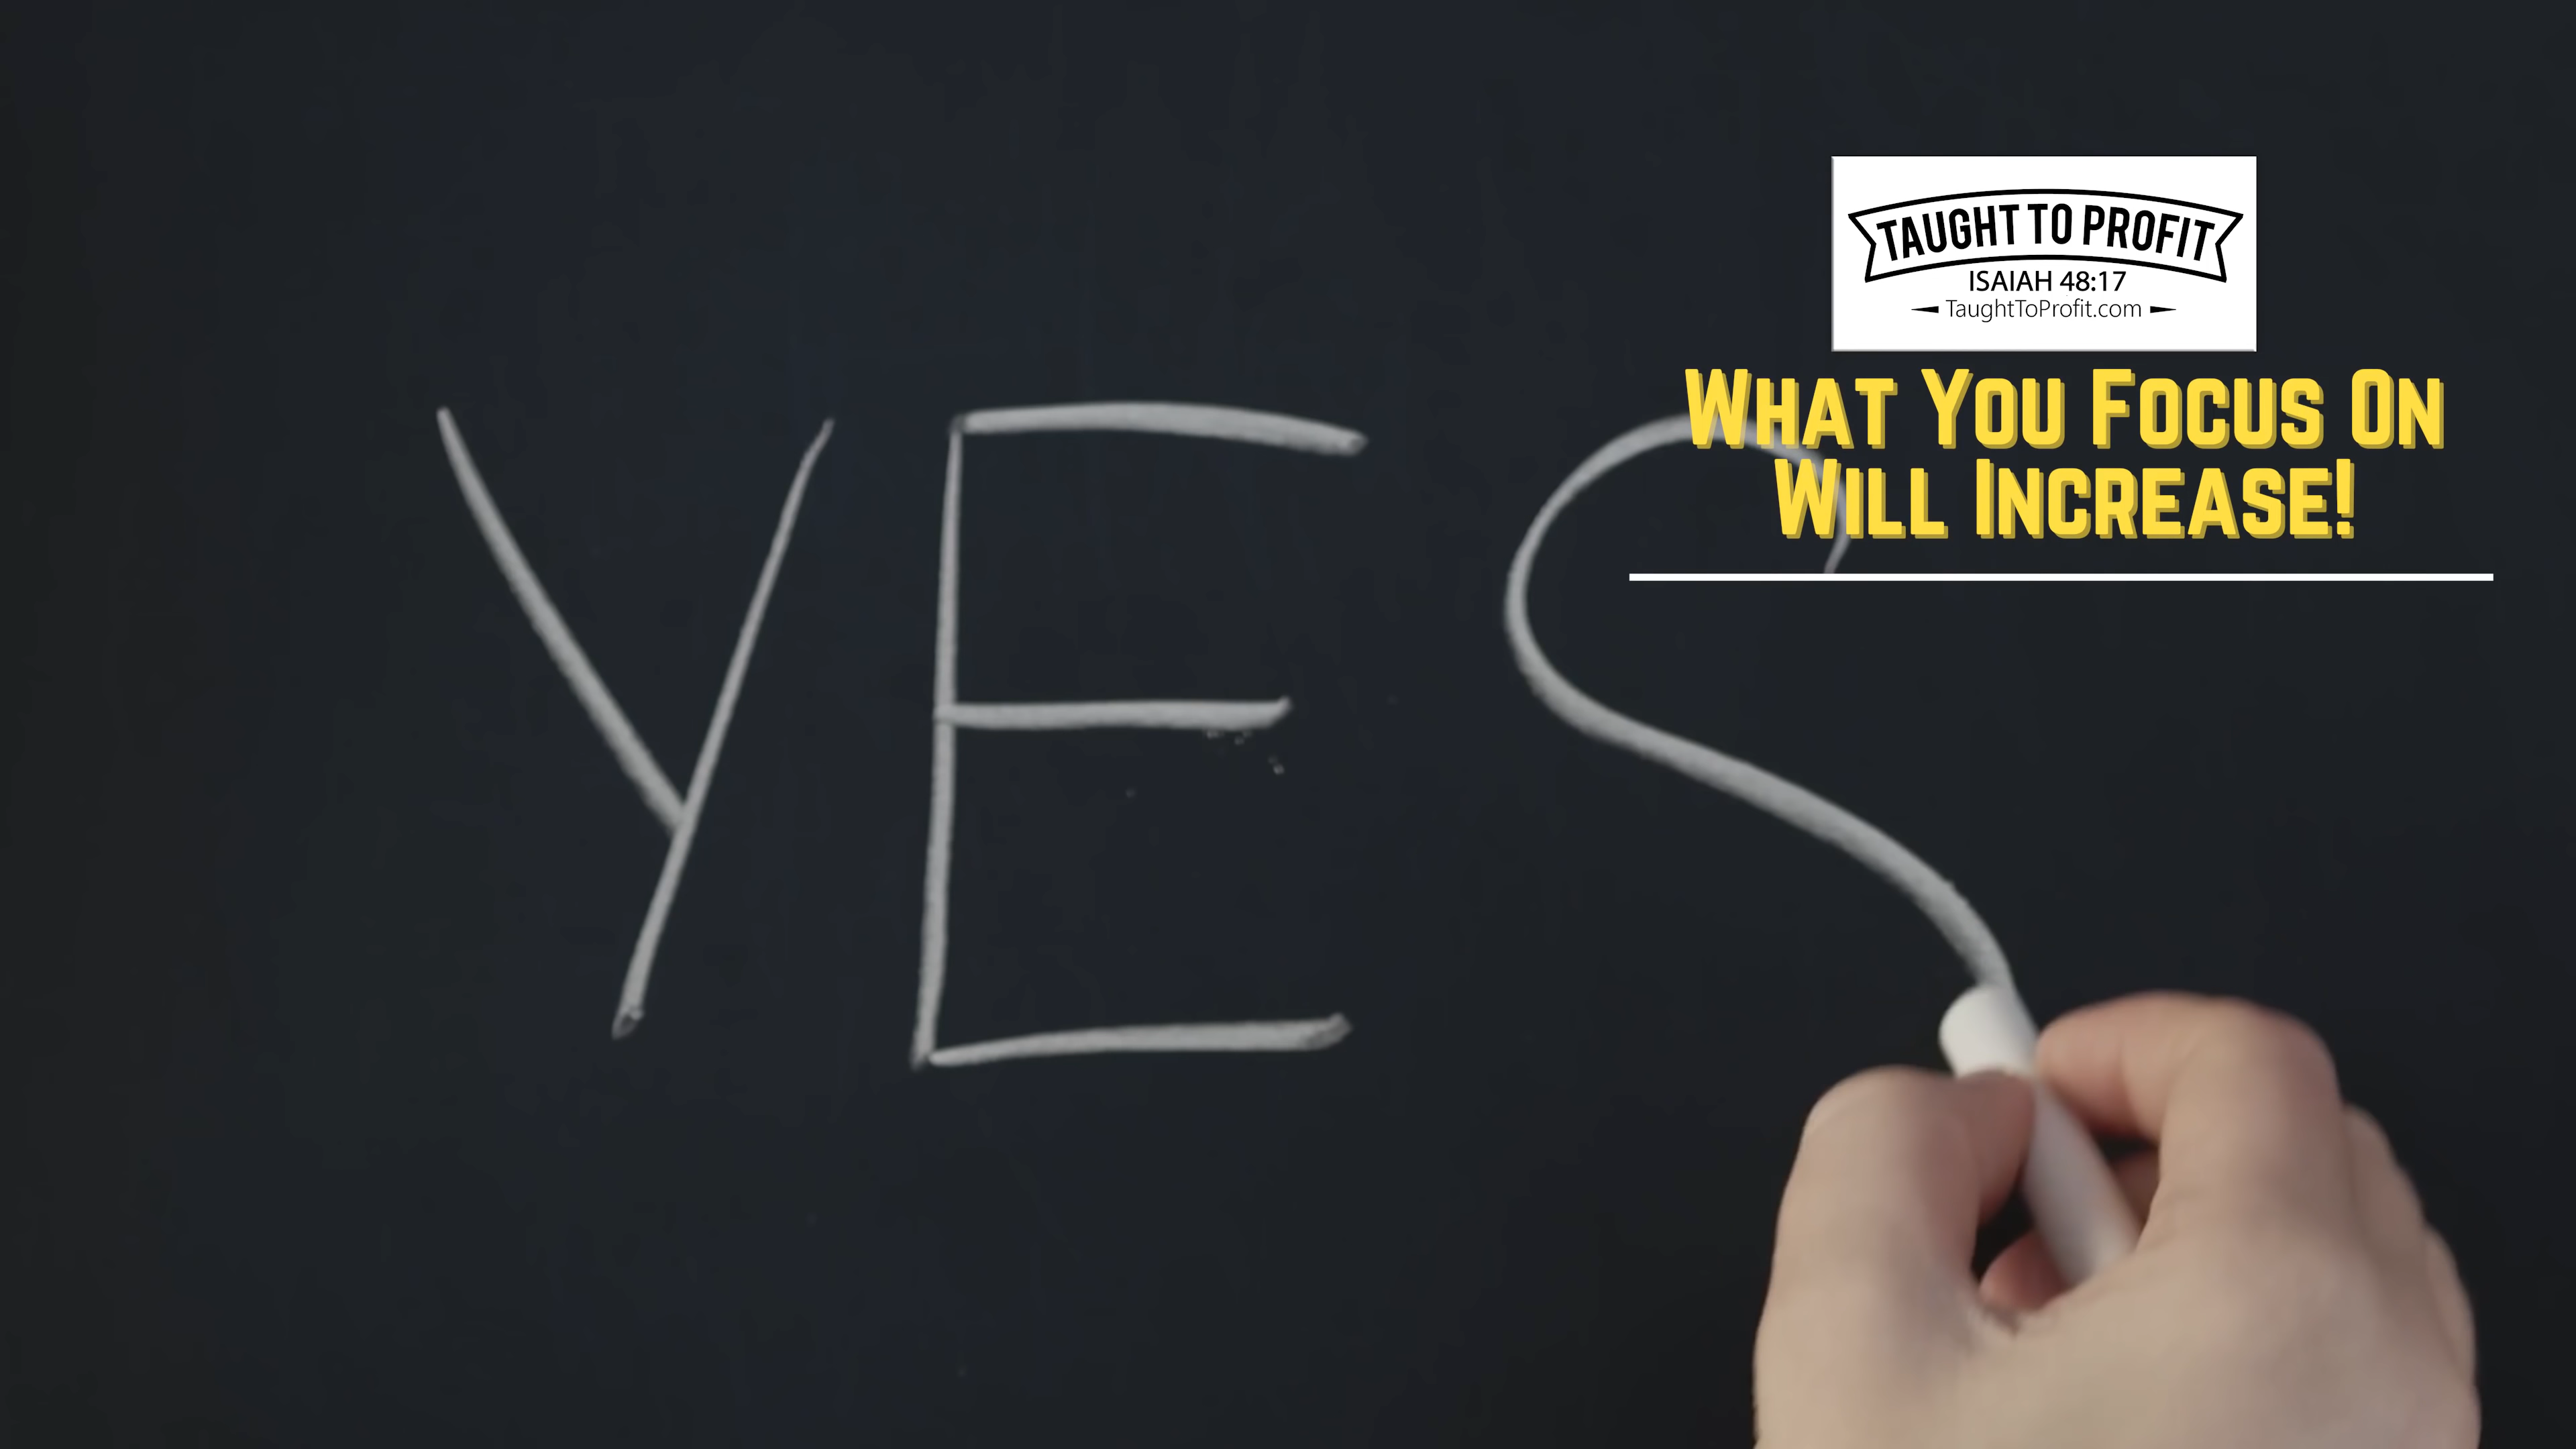 TAUGHT TO PROFIT
ISAIAH 48:17
TaughtToProfit.com
WHAT YOU FOCUS ON
WILL INCREASE!
YES